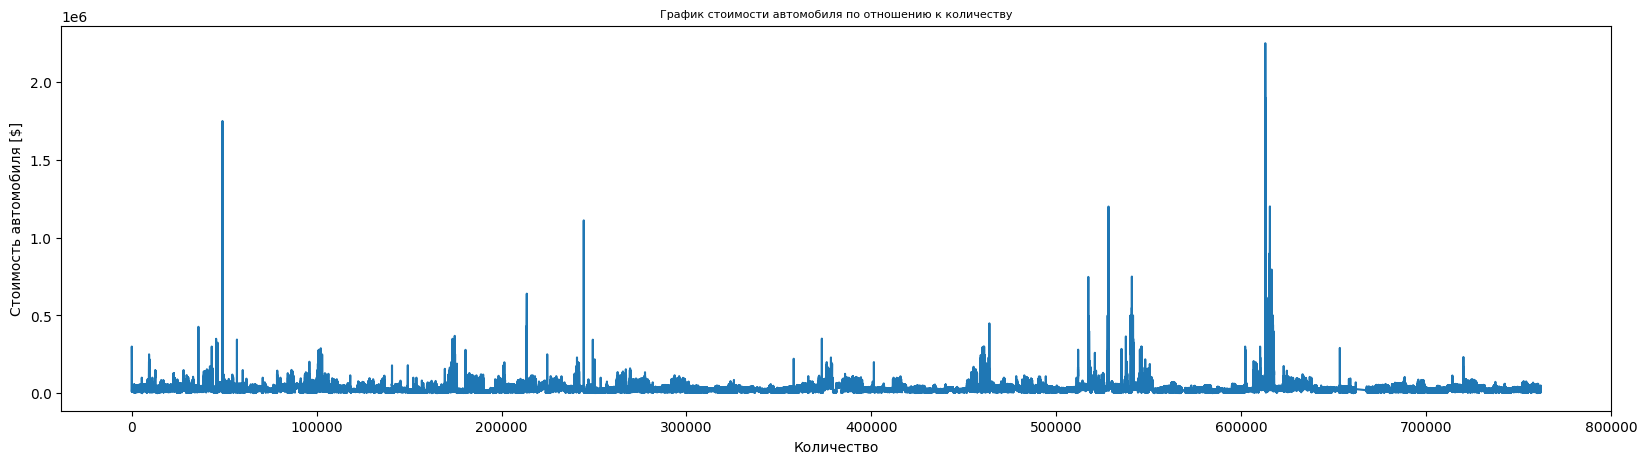 График стоимости автомобиля по отношению к количеству
1e6
2.0
1.5
1.0
0.5
0.0
Стоимость автомобиля [$]
0 100000 200000 300000 400000 500000 600000 700000 800000
Количество